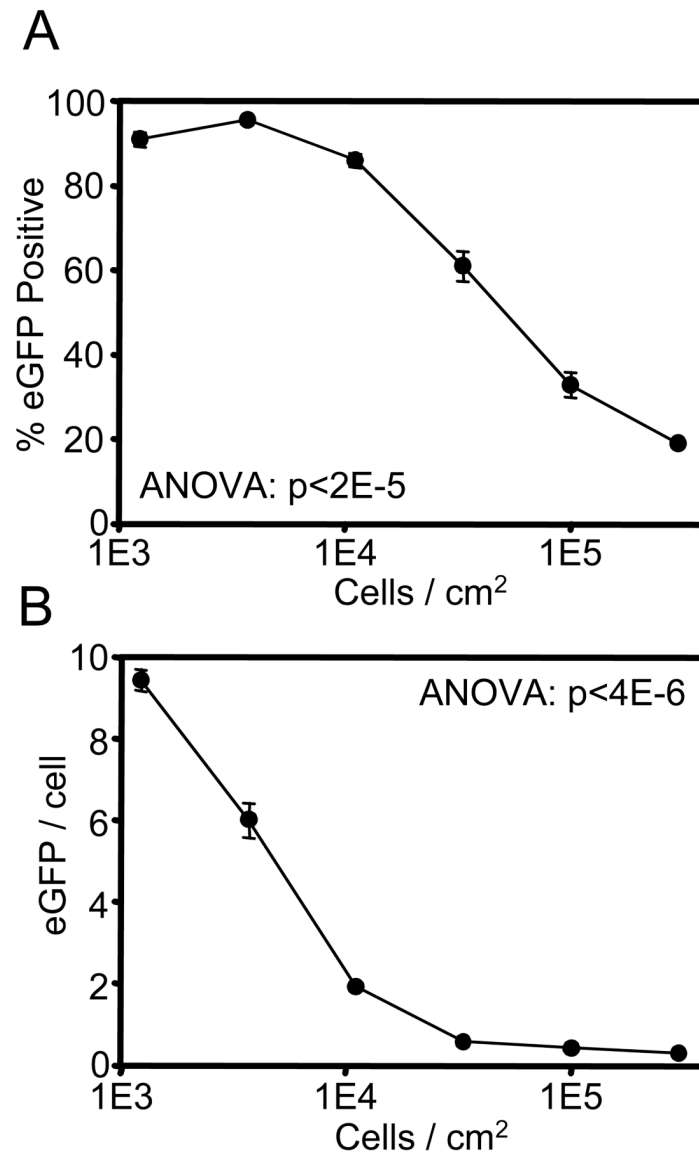 A
100
80
60
40
20
0
% eGFP Positive
ANOVA: p<2E-5
1E3 1E4 1E5
Cells / cm²
B
10
8
6
4
2
0
eGFP / cell
ANOVA: p<4E-6
1E3 1E4 1E5
Cells / cm²